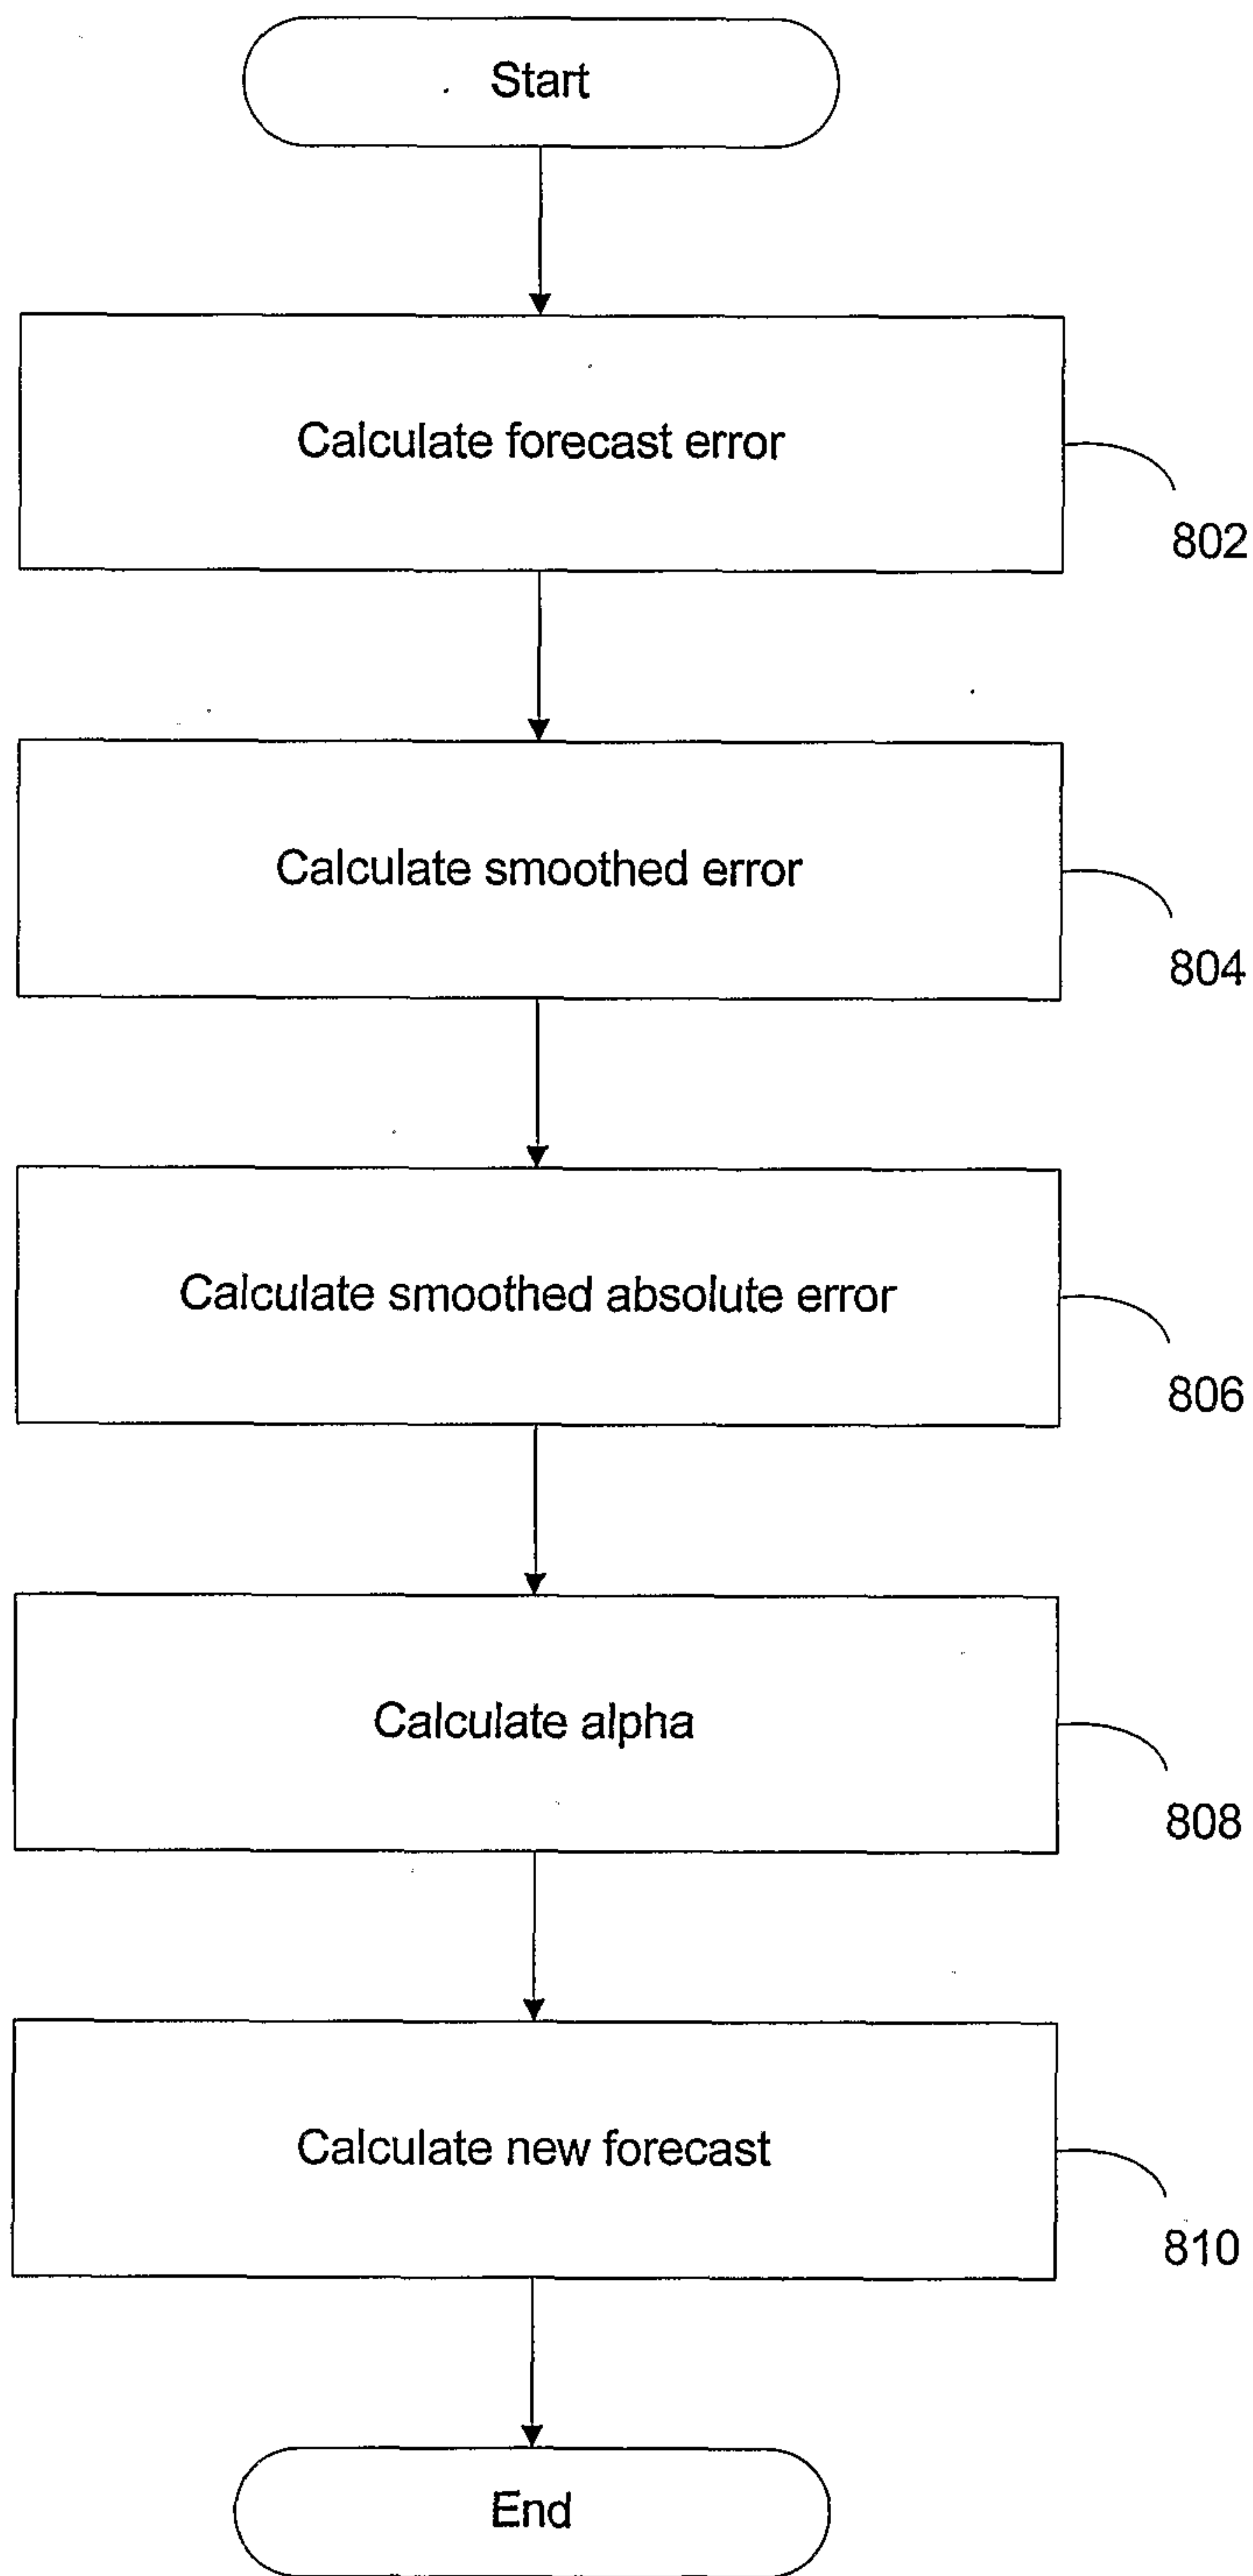 Start
Calculate forecast error
802
Calculate smoothed error
804
Calculate smoothed absolute error
806
Calculate alpha
808
Calculate new forecast
810
End